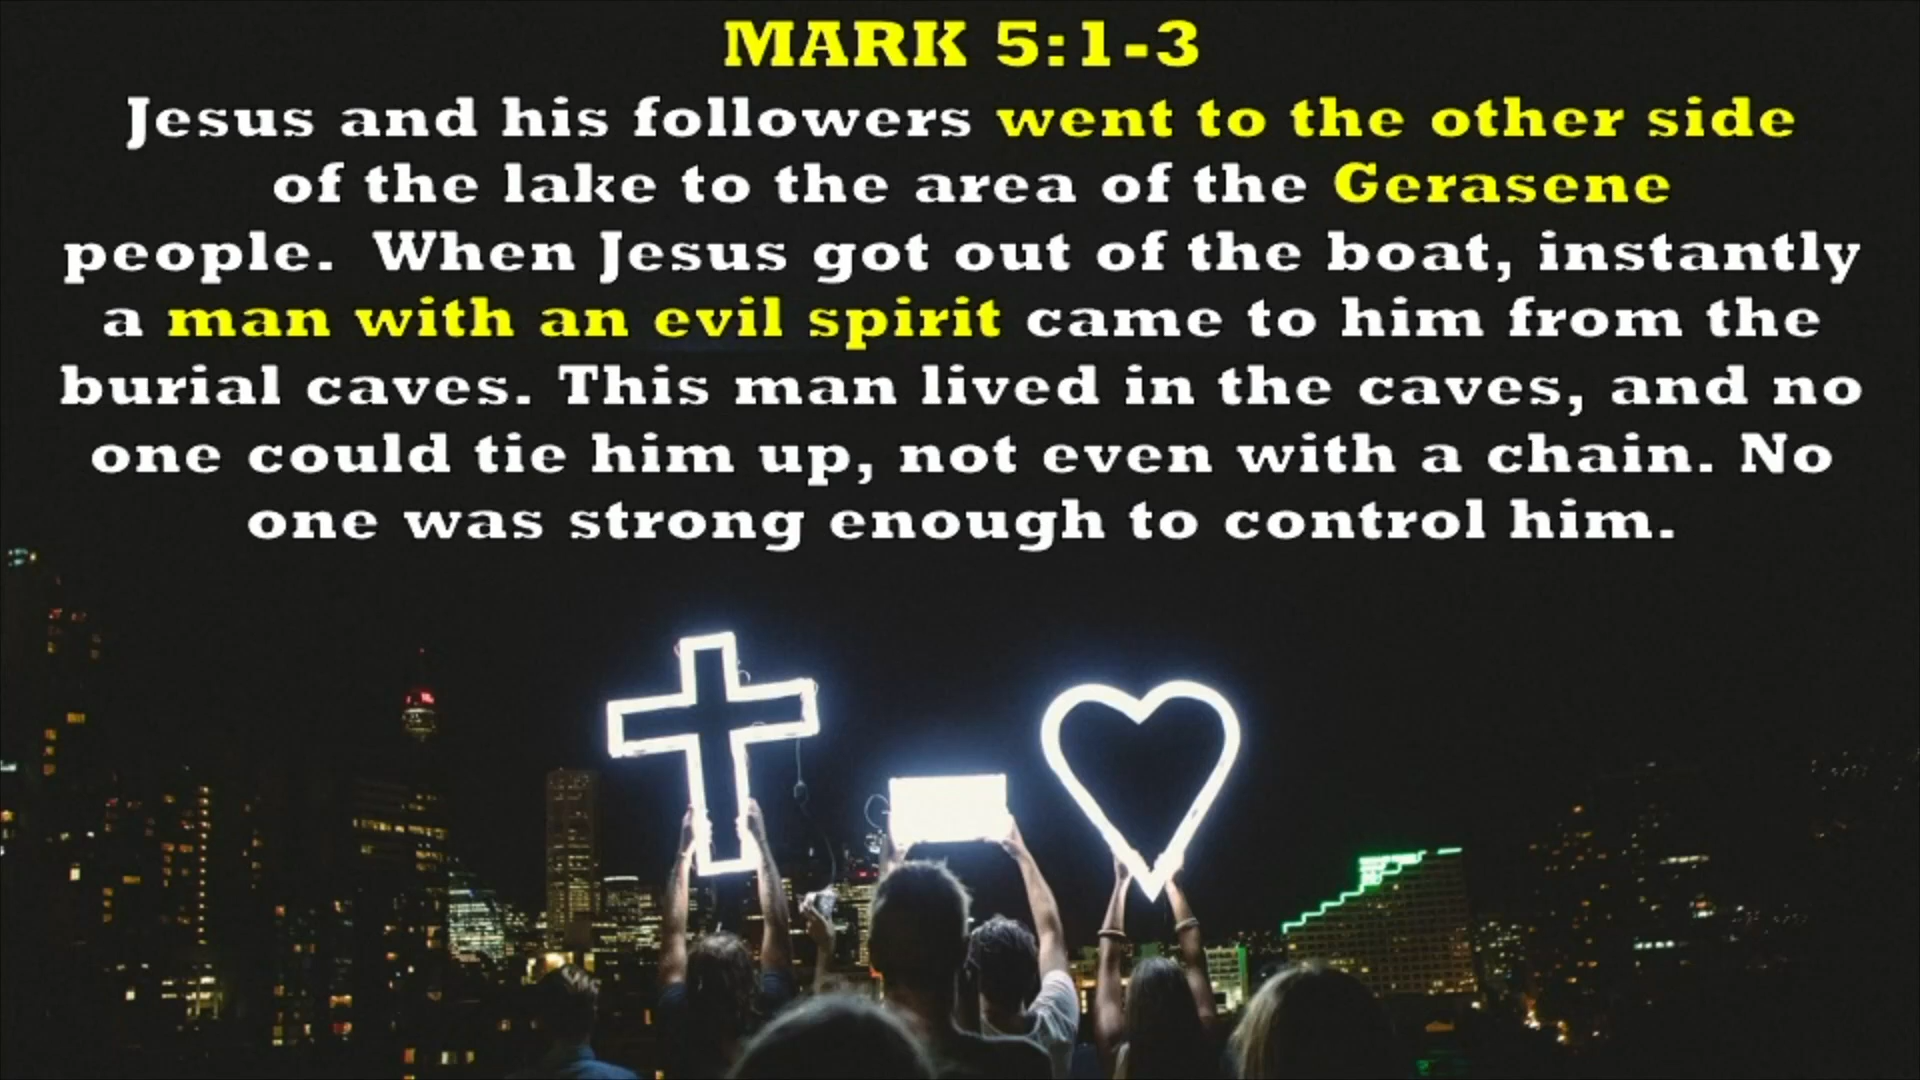 MARK 5:1-3
Jesus and his followers went to the other side
of the lake to the area of the Gerasene
people. When Jesus got out of the boat, instantly
a man with an evil spirit came to him from the
burial caves. This man lived in the caves, and no
one could tie him up, not even with a chain. No
one was strong enough to control him.